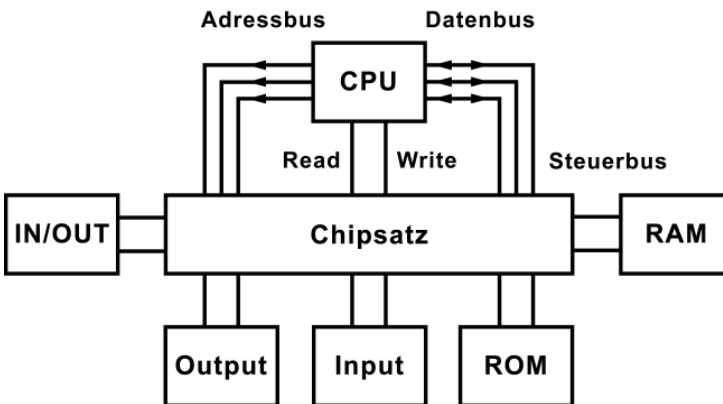 Adressbus
Datenbus
CPU
Read
Write
Steuerbus
IN/OUT
Chipsatz
RAM
Output
Input
ROM